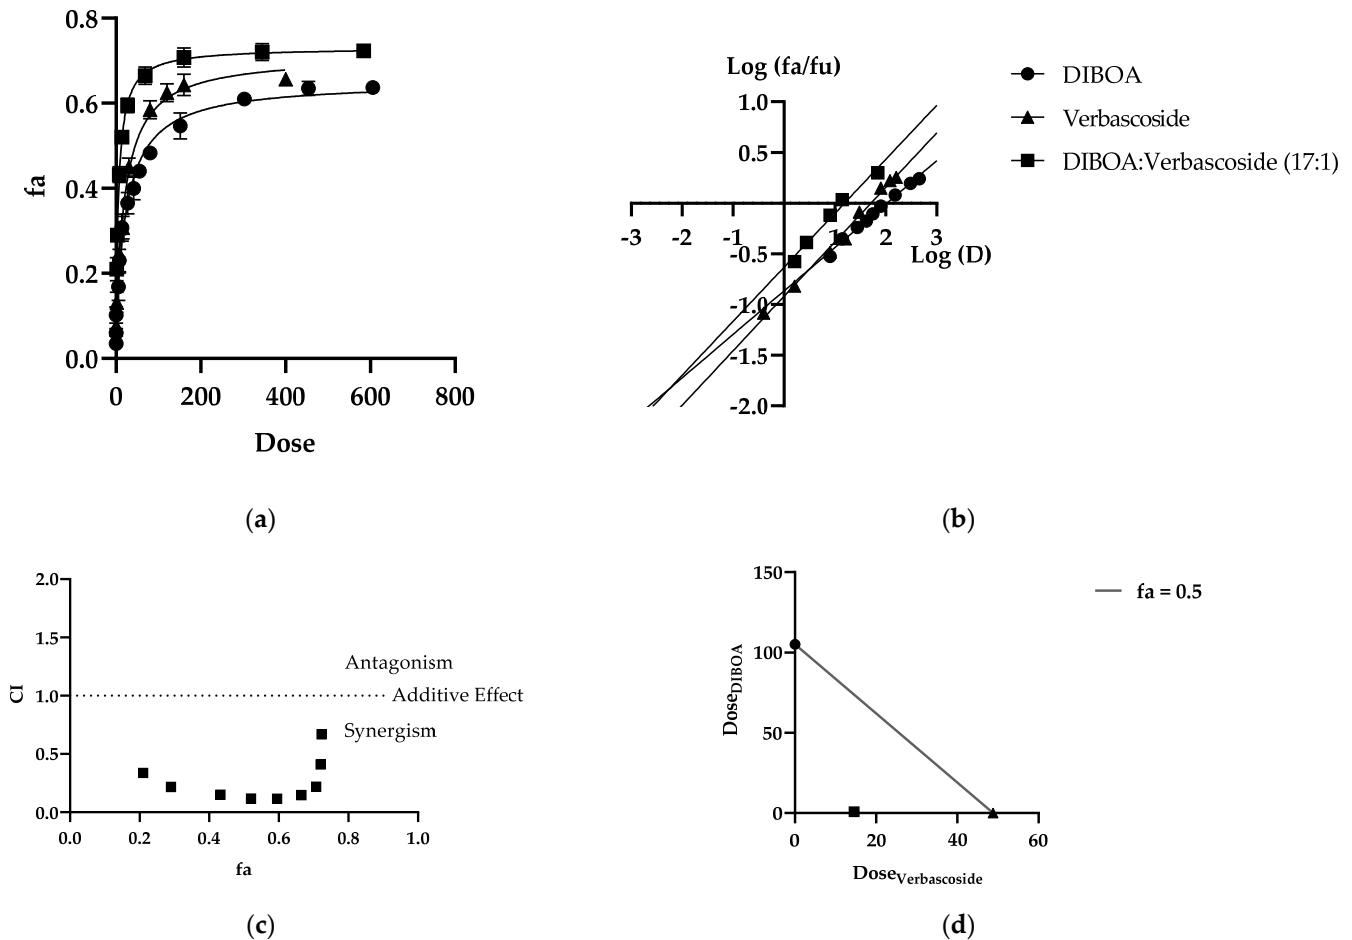 0.8
0.6
0.4
0.2
0.0
fa
0 200 400 600 800
Dose
(a)
Log (fa/fu)
1.0
0.5
-3 -2 -1 1 2 3
Log (D)
-0.5
-1.0
-1.5
-2.0
DIBOA
Verbascoside
DIBOA:Verbascoside (17:1)
(b)
2.0
1.5
1.0
0.5
0.0
CI
Antagonism
Additive Effect
Synergism
0.0 0.2 0.4 0.6 0.8 1.0
fa
(c)
150
100
50
0
Dose_DIBOA
fa = 0.5
0 20 40 60
Dose_Verbascoside
(d)